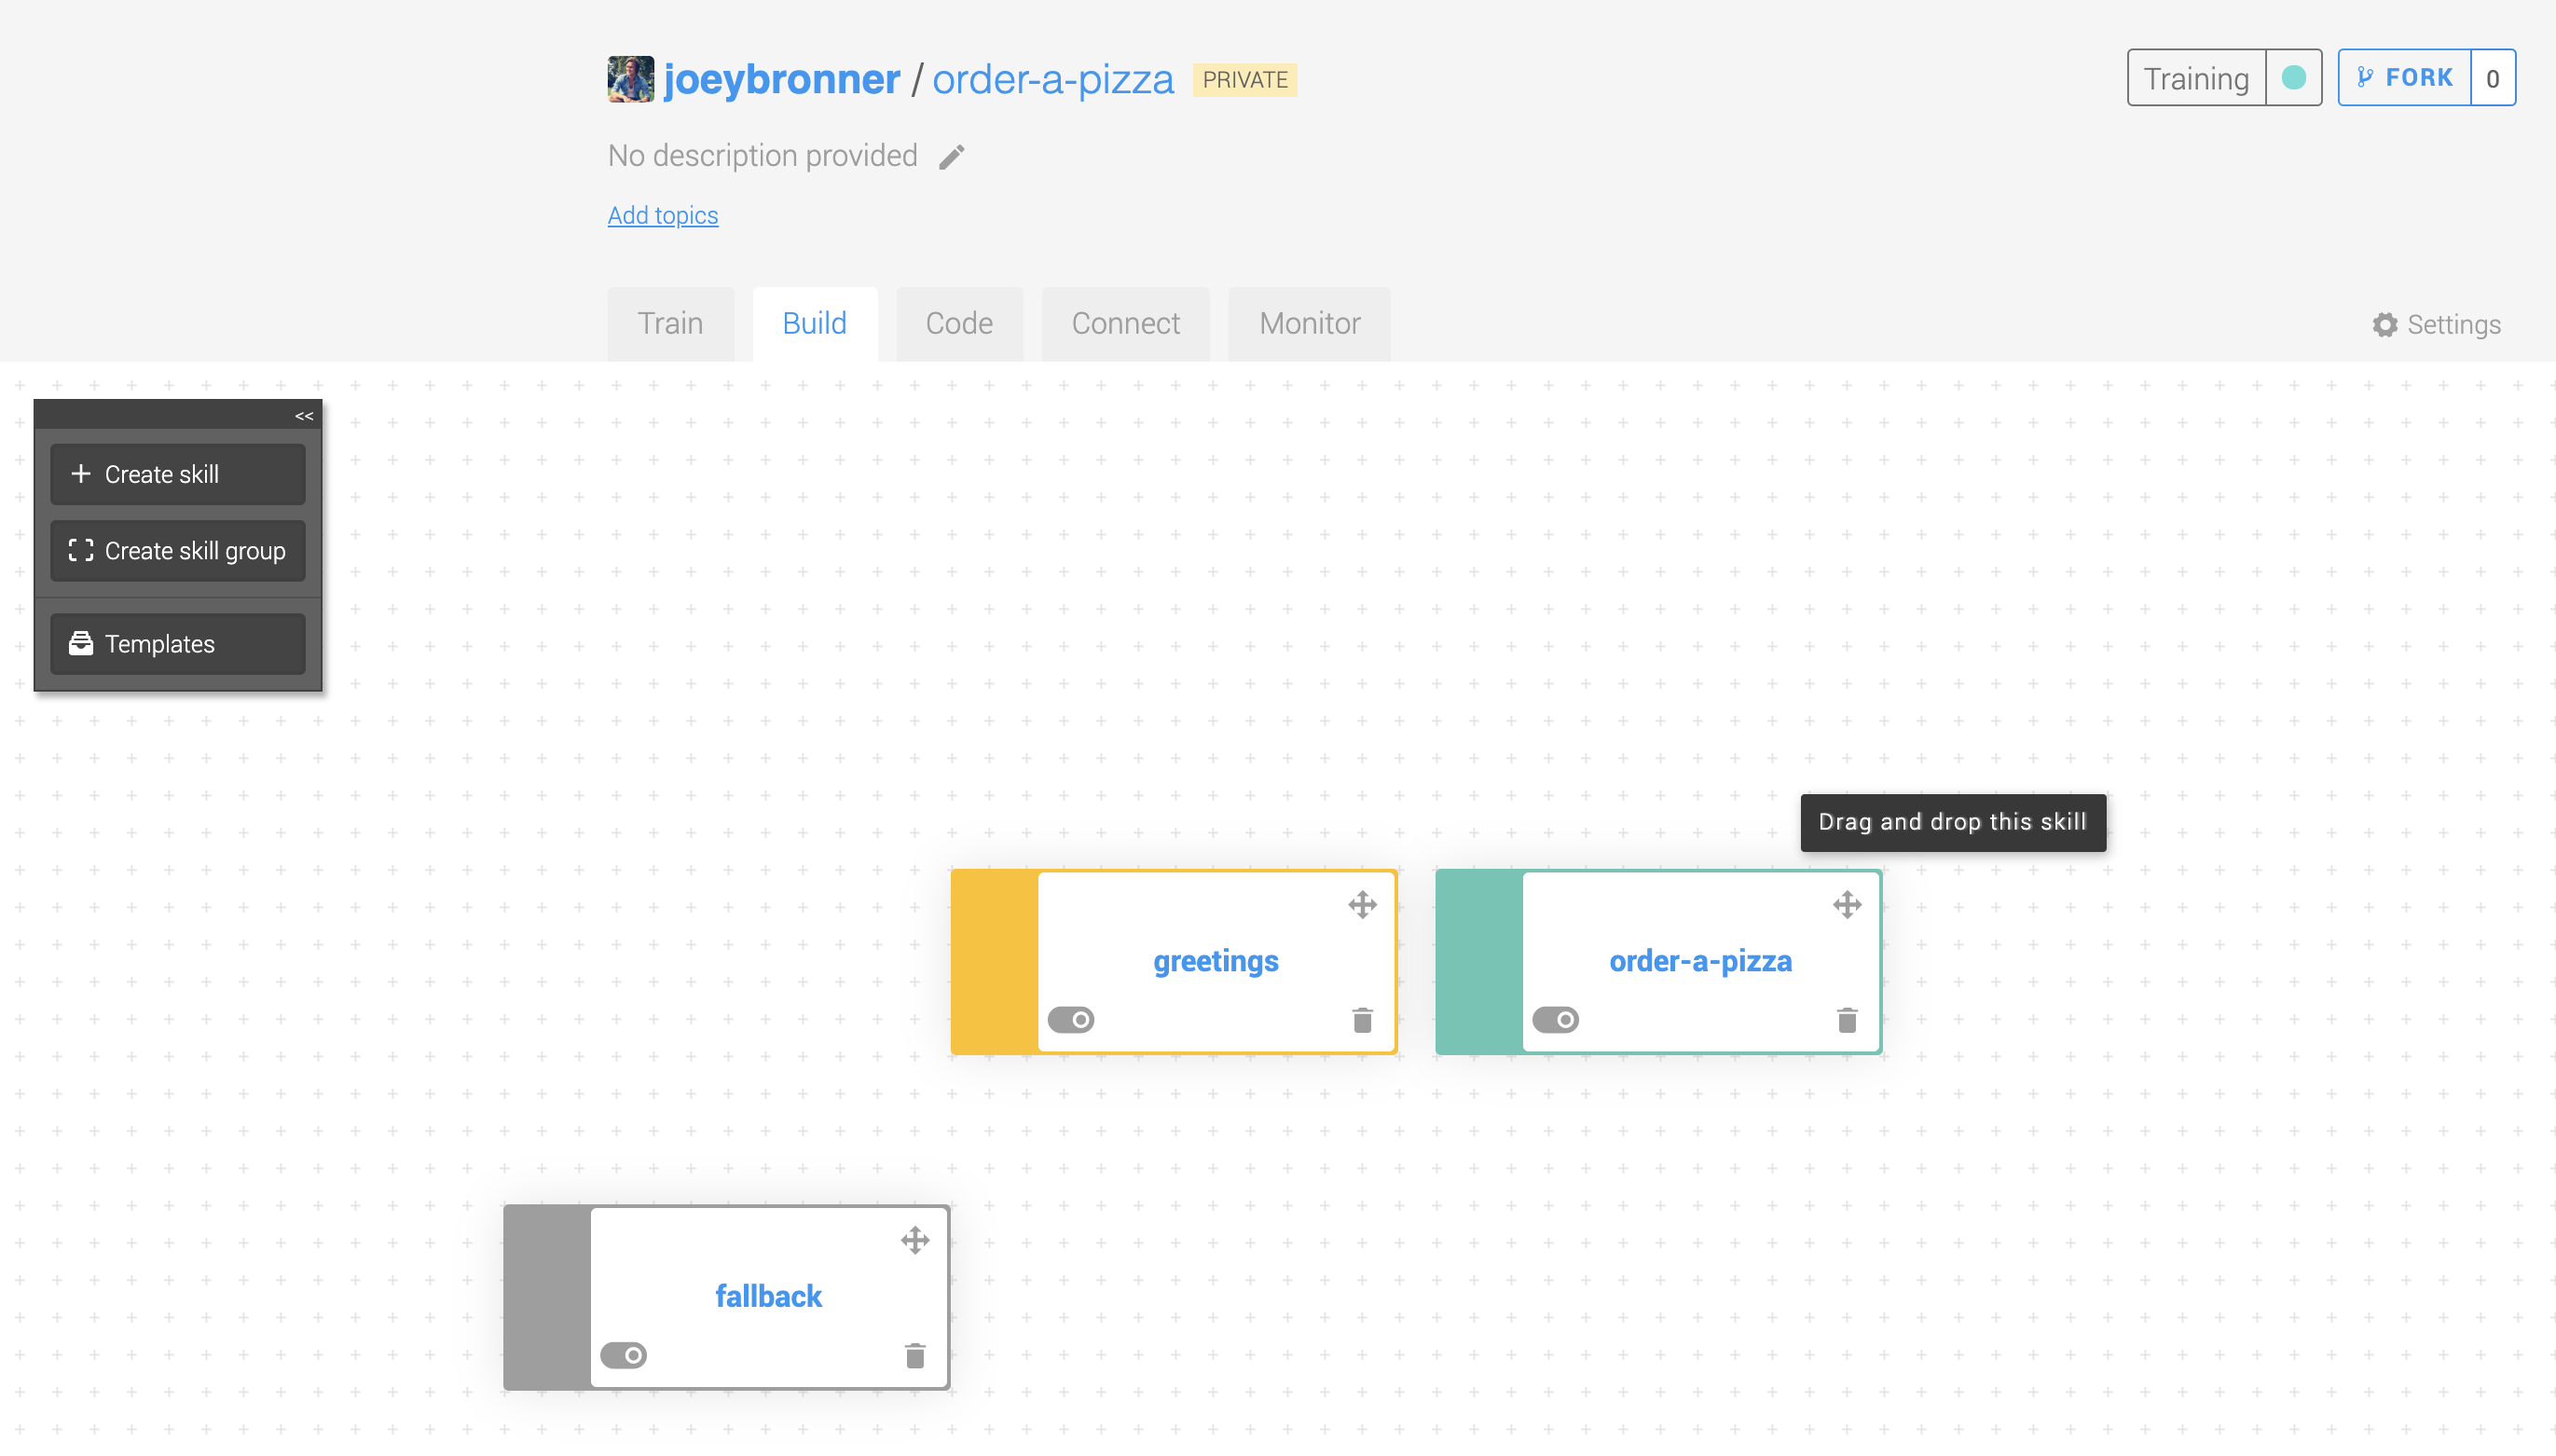 joeybronner / order-a-pizza PRIVATE
Training
FORK 0
No description provided
Add topics
Train Build Code Connect Monitor
Settings
<<
Create skill
Create skill group
Templates
Drag and drop this skill
greetings
order-a-pizza
fallback